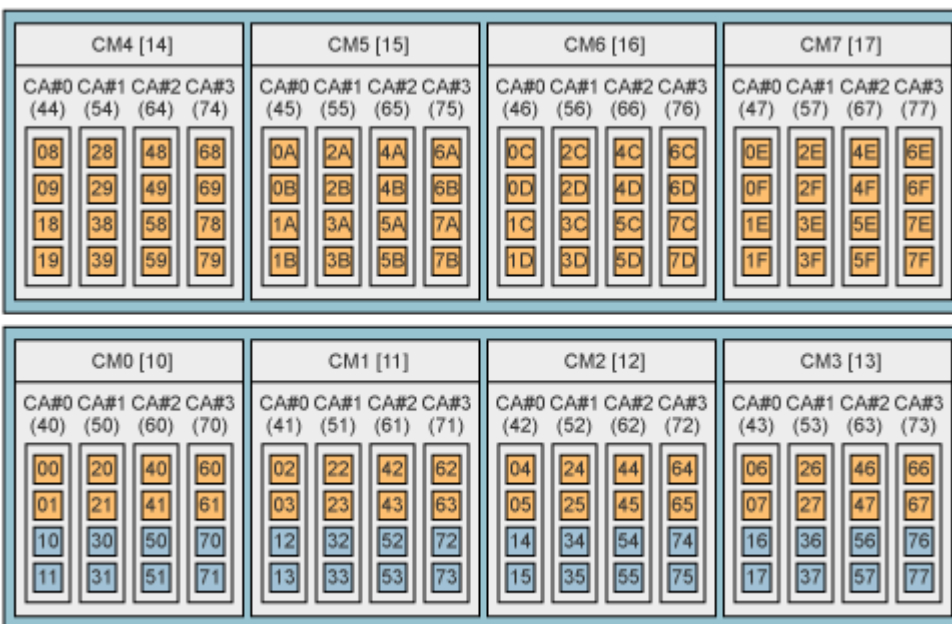 CM4 [14] CM5 [15] CM6 [16] CM7 [17]
CA#0 CA#1 CA#2 CA#3 CA#0 CA#1 CA#2 CA#3 CA#0 CA#1 CA#2 CA#3 CA#0 CA#1 CA#2 CA#3
(44) (54) (64) (74) (45) (55) (65) (75) (46) (56) (66) (76) (47) (57) (67) (77)
08 28 48 68 0A 2A 4A 6A 0C 2C 4C 6C 0E 2E 4E 6E
09 29 49 69 0B 2B 4B 6B 0D 2D 4D 6D 0F 2F 4F 6F
18 38 58 78 1A 3A 5A 7A 1C 3C 5C 7C 1E 3E 5E 7E
19 39 59 79 1B 3B 5B 7B 1D 3D 5D 7D 1F 3F 5F 7F
CM0 [10] CM1 [11] CM2 [12] CM3 [13]
CA#0 CA#1 CA#2 CA#3 CA#0 CA#1 CA#2 CA#3 CA#0 CA#1 CA#2 CA#3 CA#0 CA#1 CA#2 CA#3
(40) (50) (60) (70) (41) (51) (61) (71) (42) (52) (62) (72) (43) (53) (63) (73)
00 20 40 60 02 22 42 62 04 24 44 64 06 26 46 66
01 21 41 61 03 23 43 63 05 25 45 65 07 27 47 67
10 30 50 70 12 32 52 72 14 34 54 74 16 36 56 76
11 31 51 71 13 33 53 73 15 35 55 75 17 37 57 77